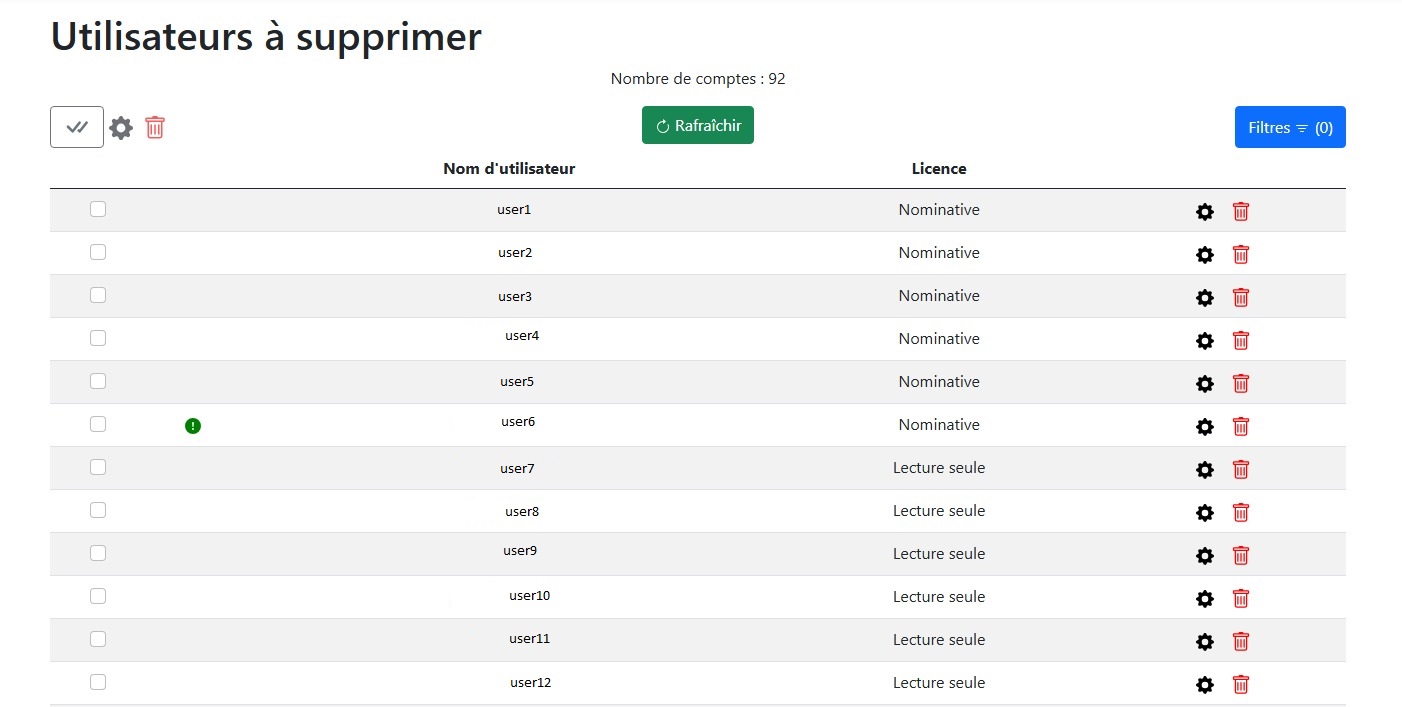 Utilisateurs à supprimer
Nombre de comptes : 92
Rafraîchir
Filtres (0)
Nom d'utilisateur Licence
user1 Nominative
user2 Nominative
user3 Nominative
user4 Nominative
user5 Nominative
user6 Nominative
user7 Lecture seule
user8 Lecture seule
user9 Lecture seule
user10 Lecture seule
user11 Lecture seule
user12 Lecture seule